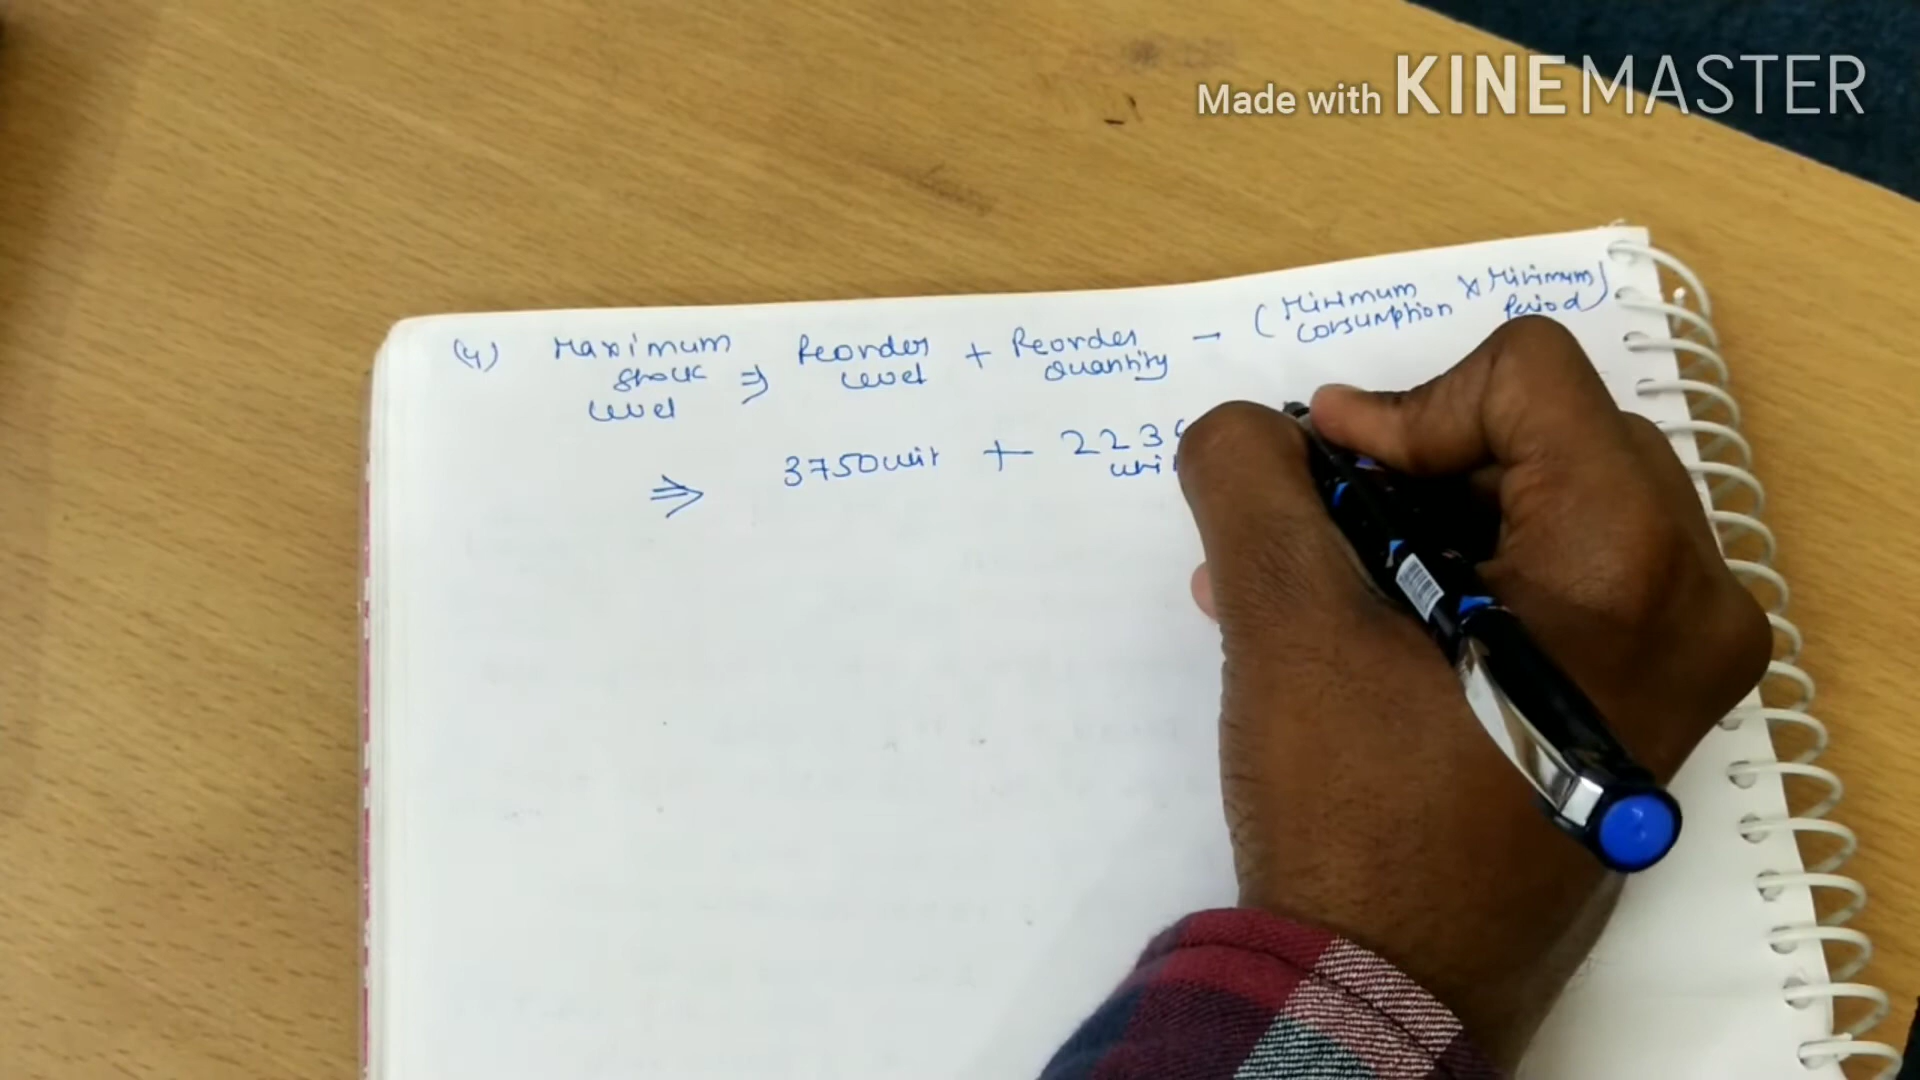 Made with KINEMASTER
(4) Maximum Stock Level ⇒ Reorder Level + Reorder Quantity - (Minimum Consumption x Minimum Period)
⇒ 3750 unit + 223